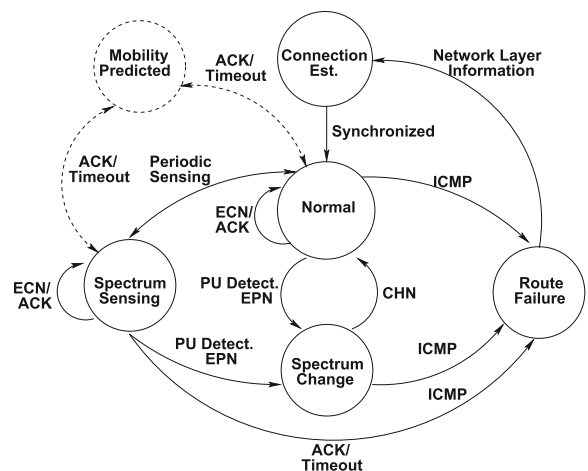 Mobility
Predicted
ACK/
Timeout
Connection
Est.
Network Layer
Information
Synchronized
ACK/
Timeout
Periodic
Sensing
ICMP
ECN/
ACK
Normal
ECN/
ACK
Spectrum
Sensing
PU Detect.
EPN
CHN
Route
Failure
PU Detect.
EPN
Spectrum
Change
ICMP
ICMP
ACK/
Timeout